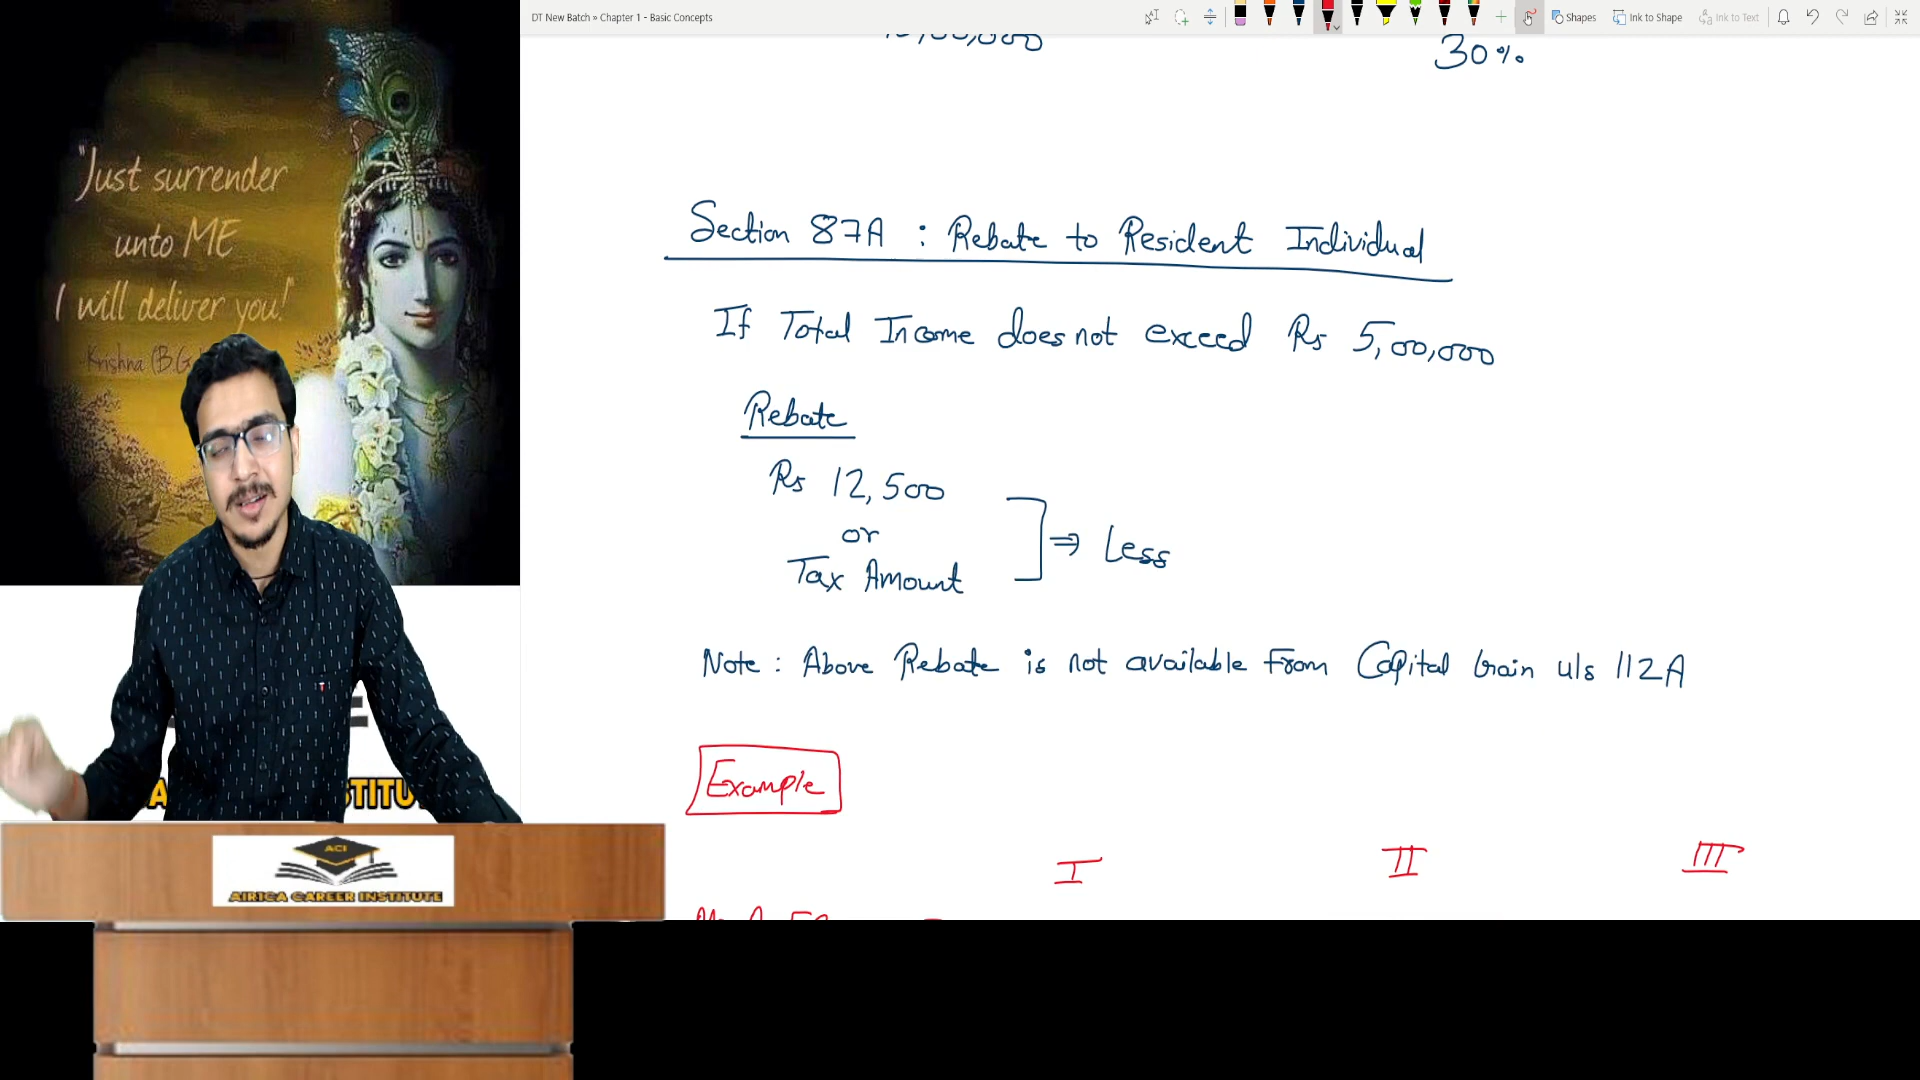 DT New Batch » Chapter 1 - Basic Concepts
Shapes
Ink to Shape
Ink to Text
30%
"Just surrender
unto ME
I will deliver you!"
Krishna (B.G
Section 87A : Rebate to Resident Individual
If Total Income does not exceed Rs 5,00,000
Rebate
Rs 12,500
or
Tax Amount
⇒ Less
Note : Above Rebate is not available from Capital Gain u/s 112A
Example
I II III
STITU
ACI
AIRICA CAREER INSTITUTE